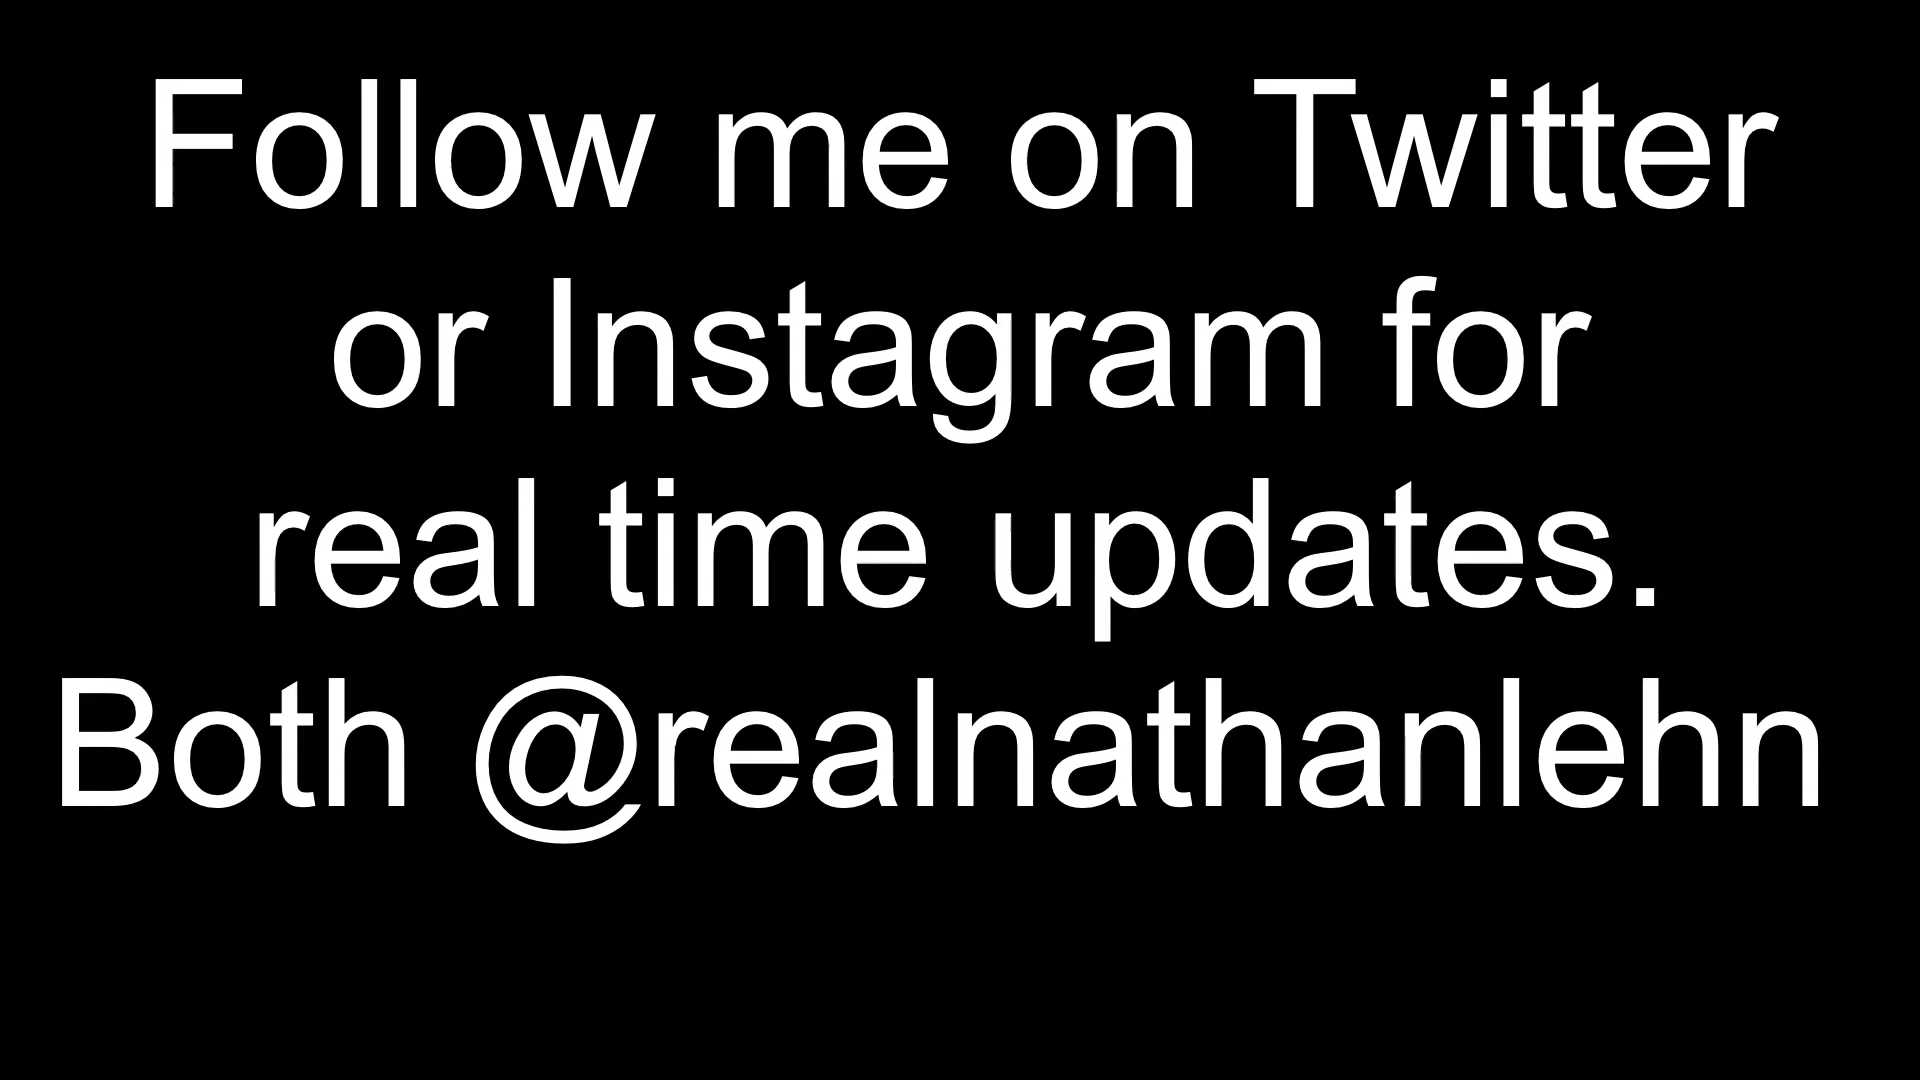 Follow me on Twitter
or Instagram for
real time updates.
Both @realnathanlehn